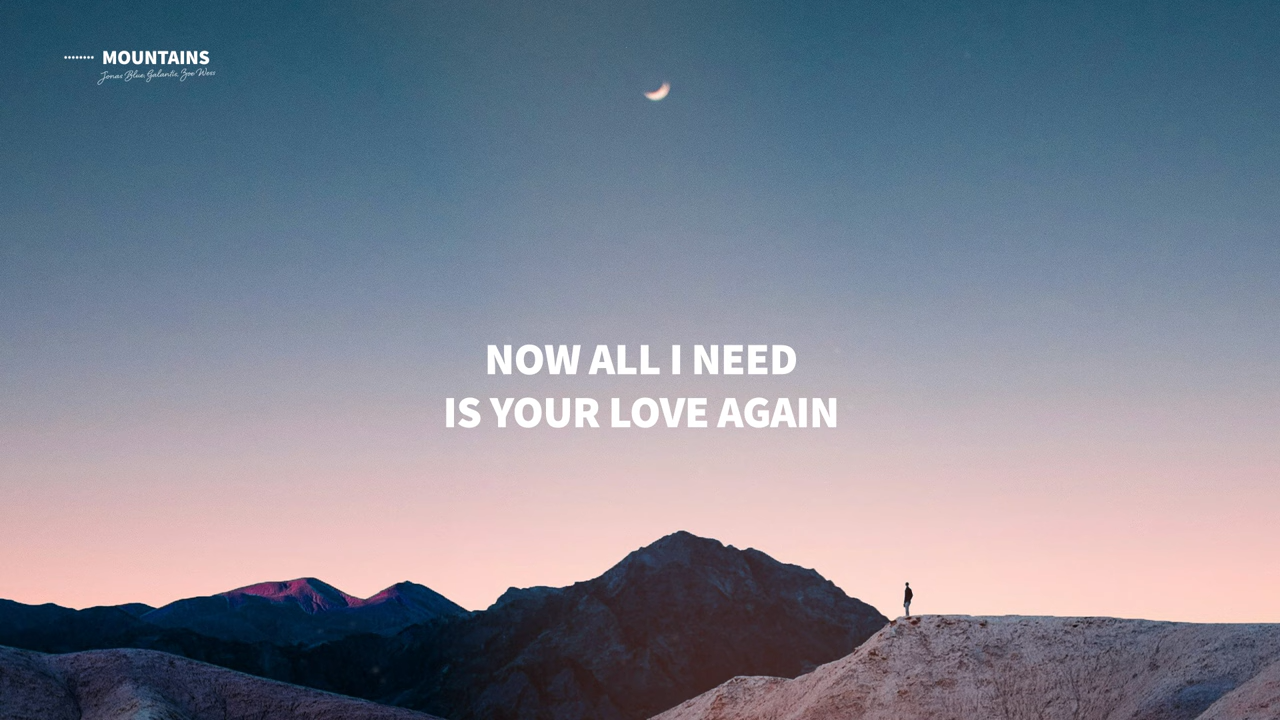 MOUNTAINS
Jonas Blue, Galantis, Zoe Wees
NOW ALL I NEED
IS YOUR LOVE AGAIN